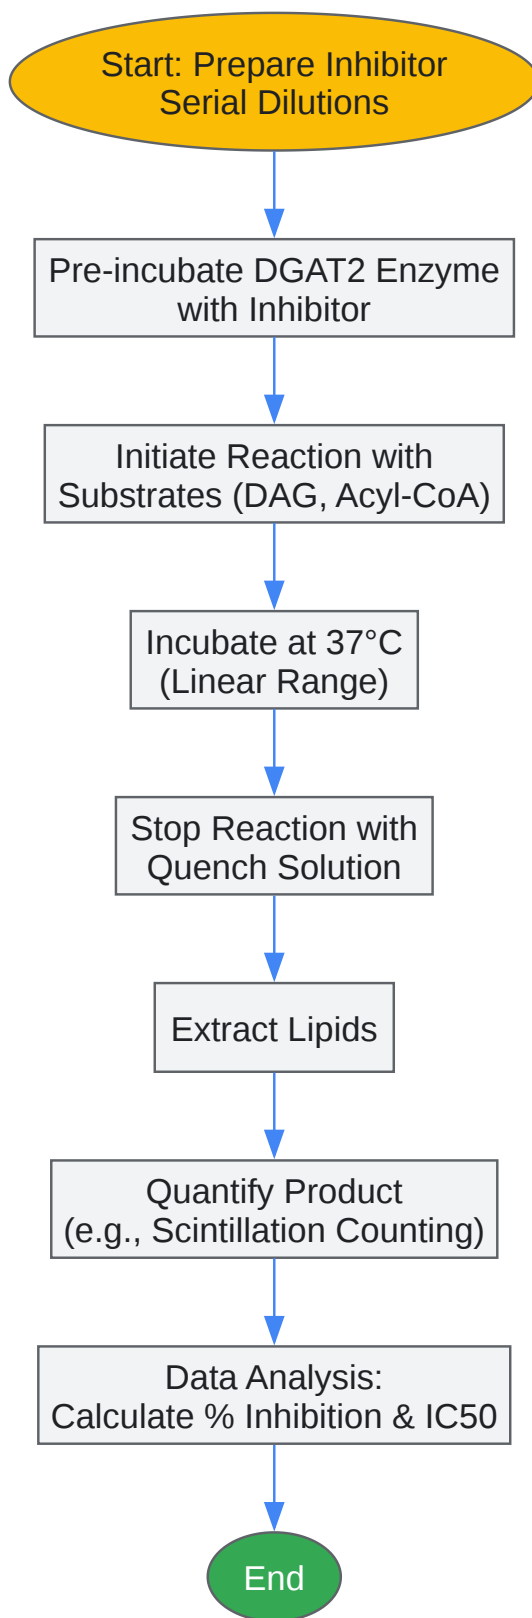 Start: Prepare Inhibitor
Serial Dilutions
Pre-incubate DGAT2 Enzyme
with Inhibitor
Initiate Reaction with
Substrates (DAG, Acyl-CoA)
Incubate at 37°C
(Linear Range)
Stop Reaction with
Quench Solution
Extract Lipids
Quantify Product
(e.g., Scintillation Counting)
Data Analysis:
Calculate % Inhibition & IC50
End